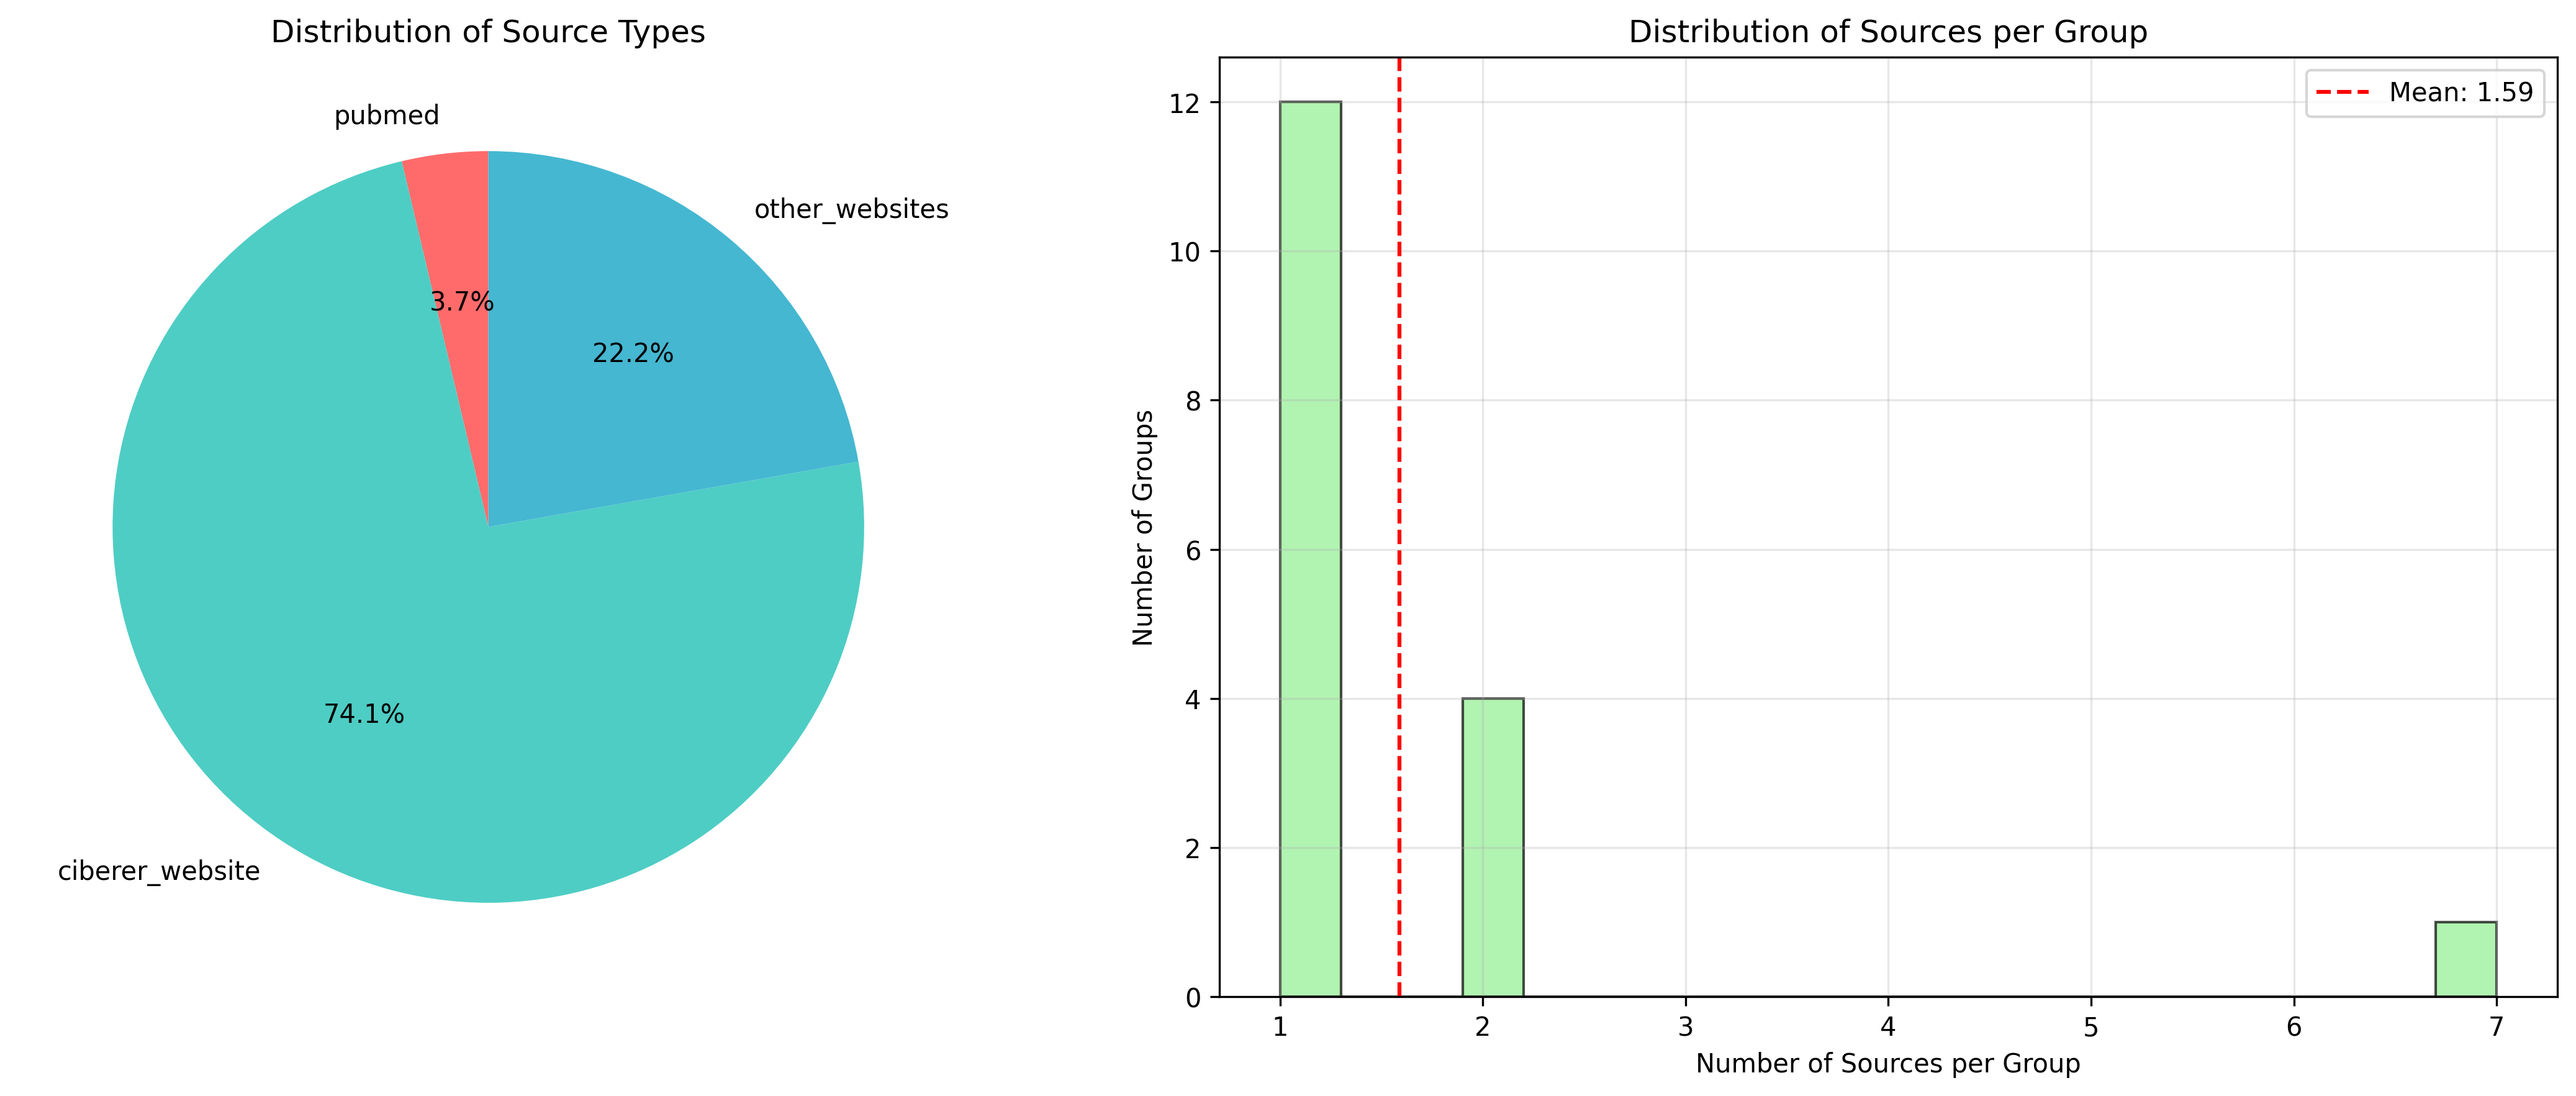 Distribution of Source Types
pubmed
other_websites
3.7%
22.2%
74.1%
ciberer_website
Distribution of Sources per Group
Mean: 1.59
12
10
8
6
4
2
0
Number of Groups
1 2 3 4 5 6 7
Number of Sources per Group